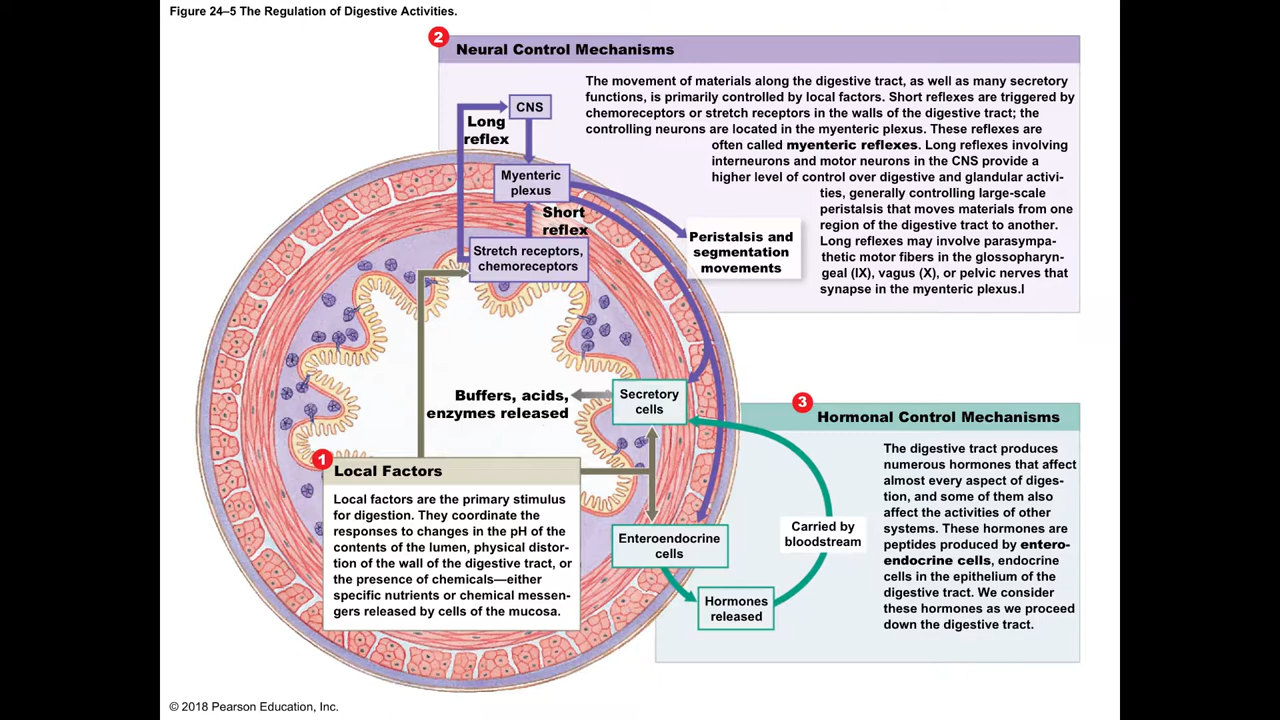 Figure 24–5 The Regulation of Digestive Activities.
2
Neural Control Mechanisms
The movement of materials along the digestive tract, as well as many secretory
functions, is primarily controlled by local factors. Short reflexes are triggered by
chemoreceptors or stretch receptors in the walls of the digestive tract; the
controlling neurons are located in the myenteric plexus. These reflexes are
often called myenteric reflexes. Long reflexes involving
interneurons and motor neurons in the CNS provide a
higher level of control over digestive and glandular activi-
ties, generally controlling large-scale
peristalsis that moves materials from one
region of the digestive tract to another.
Long reflexes may involve parasympa-
thetic motor fibers in the glossopharyn-
geal (IX), vagus (X), or pelvic nerves that
synapse in the myenteric plexus.l
CNS
Long
reflex
Myenteric
plexus
Short
reflex
Stretch receptors,
chemoreceptors
Peristalsis and
segmentation
movements
Buffers, acids,
enzymes released
Secretory
cells
1
Local Factors
Local factors are the primary stimulus
for digestion. They coordinate the
responses to changes in the pH of the
contents of the lumen, physical distor-
tion of the wall of the digestive tract, or
the presence of chemicals—either
specific nutrients or chemical messen-
gers released by cells of the mucosa.
Enteroendocrine
cells
Hormones
released
Carried by
bloodstream
3
Hormonal Control Mechanisms
The digestive tract produces
numerous hormones that affect
almost every aspect of diges-
tion, and some of them also
affect the activities of other
systems. These hormones are
peptides produced by entero-
endocrine cells, endocrine
cells in the epithelium of the
digestive tract. We consider
these hormones as we proceed
down the digestive tract.
© 2018 Pearson Education, Inc.